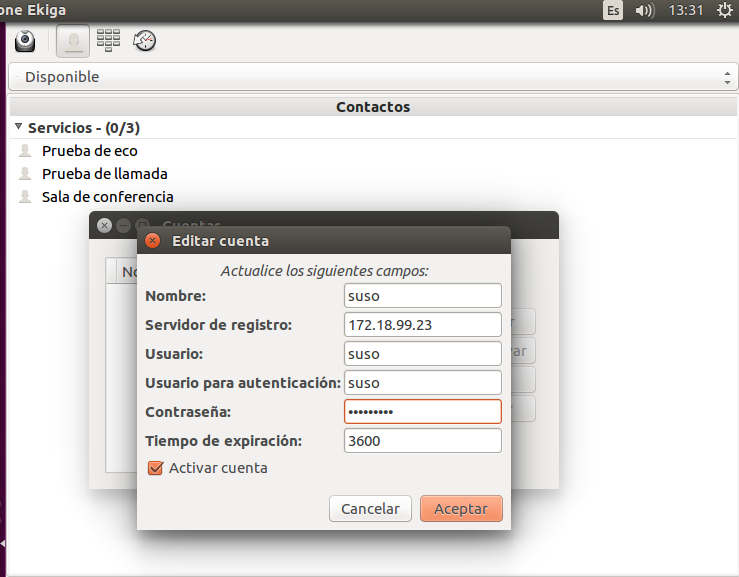 one Ekiga
Es
13:31
Disponible
Contactos
Servicios - (0/3)
Prueba de eco
Prueba de llamada
Sala de conferencia
Cuentas
Editar cuenta
Actualice los siguientes campos:
Nombre: suso
Servidor de registro: 172.18.99.23
Usuario: suso
Usuario para autenticación: suso
Contraseña: •••••••••
Tiempo de expiración: 3600
Activar cuenta
Cancelar Aceptar